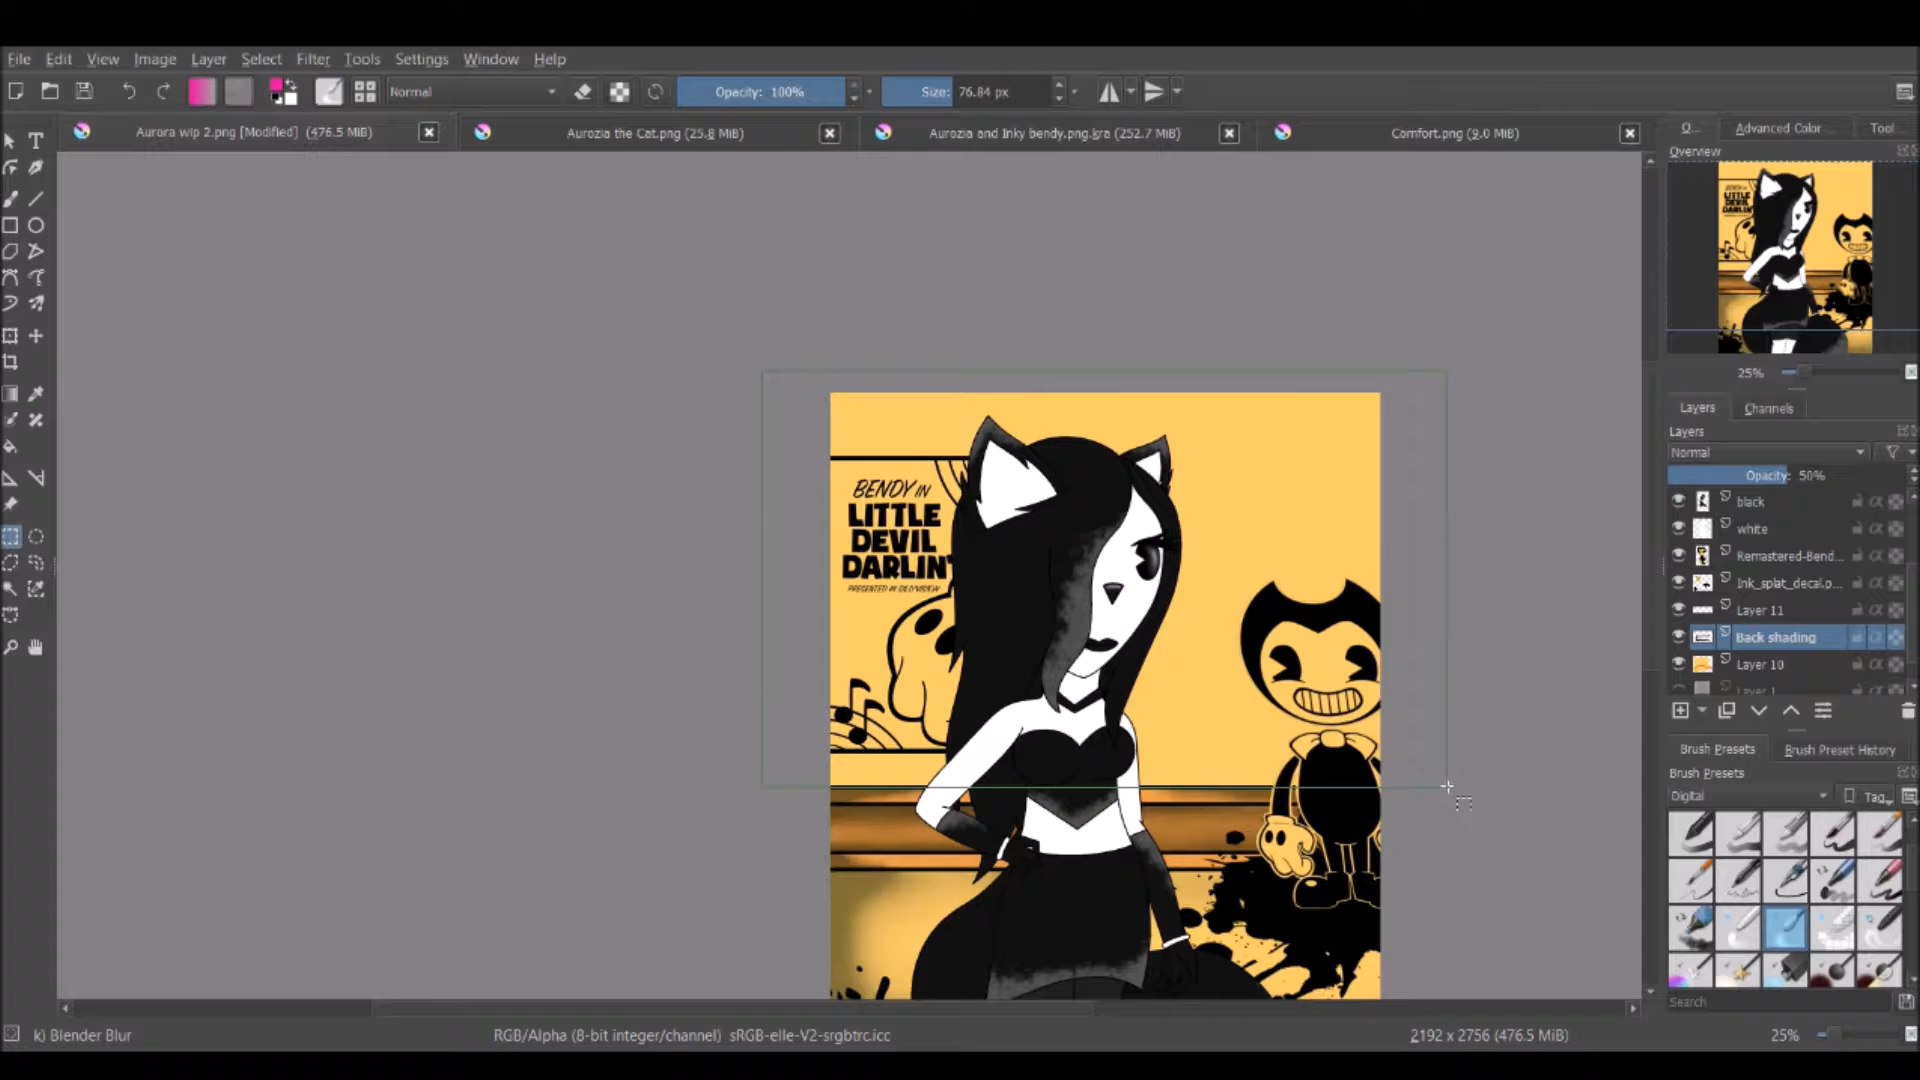 File Edit View Image Layer Select Filter Tools Settings Window Help
Normal Opacity: 100% Size: 76.84 px
Aurora wip 2.png [Modified] (476.5 MiB) Aurozia the Cat.png (25.8 MiB) Aurozia and Inky bendy.png.kra (252.7 MiB) Comfort.png (9.0 MiB)
O... Advanced Color Tool
Overview
25%
Layers Channels
Layers
Normal
Opacity: 50%
black
white
Remastered-Bend...
Ink_splat_decal.p...
Layer 11
Back shading
Layer 10
Layer 1
Brush Presets Brush Preset History
Brush Presets
Digital Tag
Search
BENDY IN
LITTLE
DEVIL
DARLIN'
PRESENTED IN SILLYVISION
k) Blender Blur RGB/Alpha (8-bit integer/channel) sRGB-elle-V2-srgbtrc.icc 2192 x 2756 (476.5 MiB) 25%